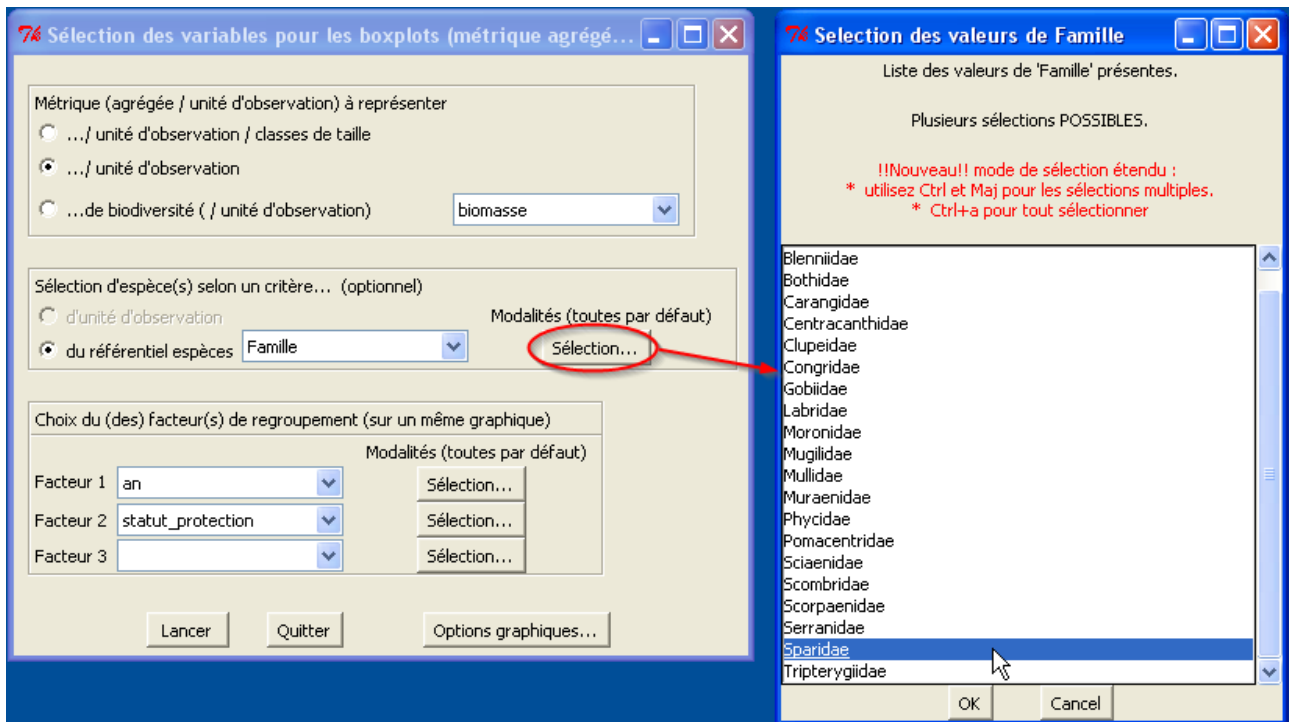 Sélection des variables pour les boxplots (métrique agrégé...
Métrique (agrégée / unité d'observation) à représenter
.../ unité d'observation / classes de taille
.../ unité d'observation
...de biodiversité ( / unité d'observation)
biomasse
Sélection d'espèce(s) selon un critère... (optionnel)
d'unité d'observation
Modalités (toutes par défaut)
du référentiel espèces
Famille
Sélection...
Choix du (des) facteur(s) de regroupement (sur un même graphique)
Modalités (toutes par défaut)
Facteur 1
an
Sélection...
Facteur 2
statut_protection
Sélection...
Facteur 3
Sélection...
Lancer
Quitter
Options graphiques...
Selection des valeurs de Famille
Liste des valeurs de 'Famille' présentes.
Plusieurs sélections POSSIBLES.
!!Nouveau!! mode de sélection étendu :
* utilisez Ctrl et Maj pour les sélections multiples.
* Ctrl+a pour tout sélectionner
Blenniidae
Bothidae
Carangidae
Centracanthidae
Clupeidae
Congridae
Gobiidae
Labridae
Moronidae
Mugilidae
Mullidae
Muraenidae
Phycidae
Pomacentridae
Sciaenidae
Scombridae
Scorpaenidae
Serranidae
Sparidae
Tripterygiidae
OK
Cancel